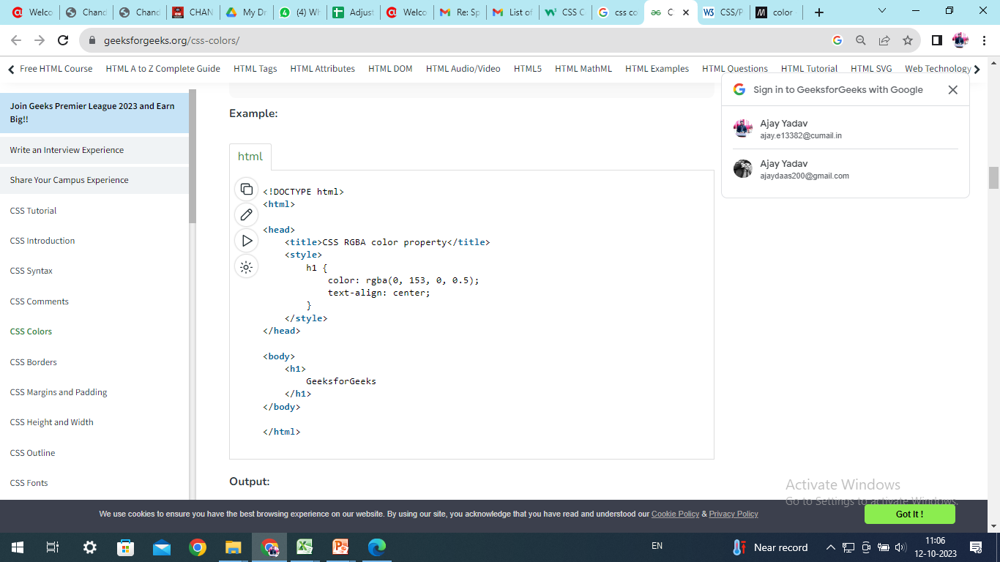 Welco
Chand
Chand
CHAN
My Dr
(4) Wh
Adjust
Welco
Re: Sp
List of
CSS C
css co
C
CSS/P
color
geeksforgeeks.org/css-colors/
Free HTML Course HTML A to Z Complete Guide HTML Tags HTML Attributes HTML DOM HTML Audio/Video HTML5 HTML MathML HTML Examples HTML Questions HTML Tutorial HTML SVG Web Technology
Join Geeks Premier League 2023 and Earn
Big!!
Write an Interview Experience
Share Your Campus Experience
CSS Tutorial
CSS Introduction
CSS Syntax
CSS Comments
CSS Colors
CSS Borders
CSS Margins and Padding
CSS Height and Width
CSS Outline
CSS Fonts
Example:
html
<!DOCTYPE html>
<html>
<head>
<title>CSS RGBA color property</title>
<style>
h1 {
color: rgba(0, 153, 0, 0.5);
text-align: center;
}
</style>
</head>
<body>
<h1>
GeeksforGeeks
</h1>
</body>
</html>
Output:
Sign in to GeeksforGeeks with Google
Ajay Yadav
ajay.e13382@cumail.in
Ajay Yadav
ajaydaas200@gmail.com
Activate Windows
Go to Settings to activate Windows.
We use cookies to ensure you have the best browsing experience on our website. By using our site, you acknowledge that you have read and understood our Cookie Policy & Privacy Policy
Got It !
EN
Near record
11:06
12-10-2023